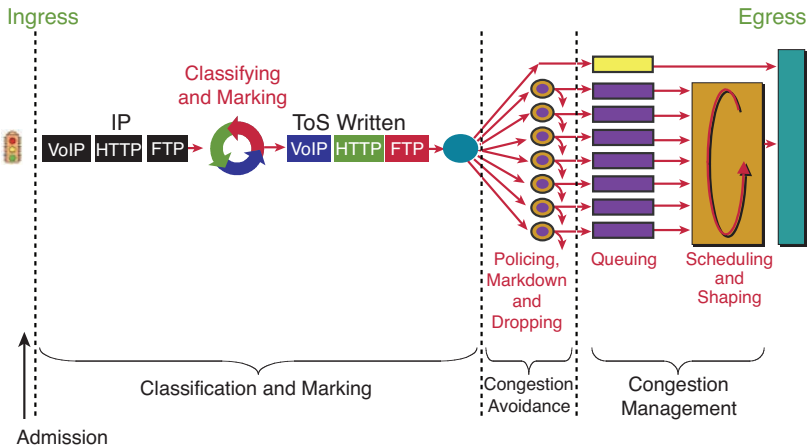 Ingress
Egress
Classifying
and Marking
IP
ToS Written
VoIP HTTP FTP
VoIP HTTP FTP
Policing,
Markdown
and
Dropping
Queuing
Scheduling
and
Shaping
Classification and Marking
Congestion
Avoidance
Congestion
Management
Admission